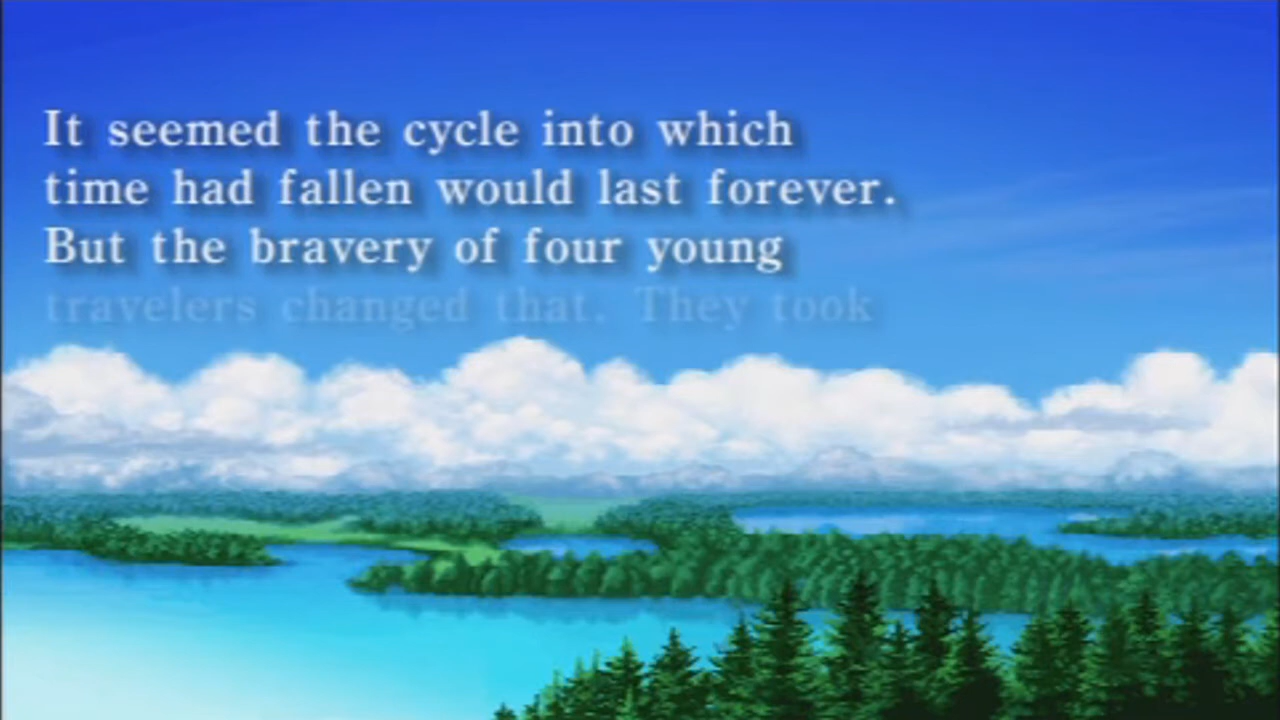 It seemed the cycle into which
time had fallen would last forever.
But the bravery of four young
travelers changed that. They took